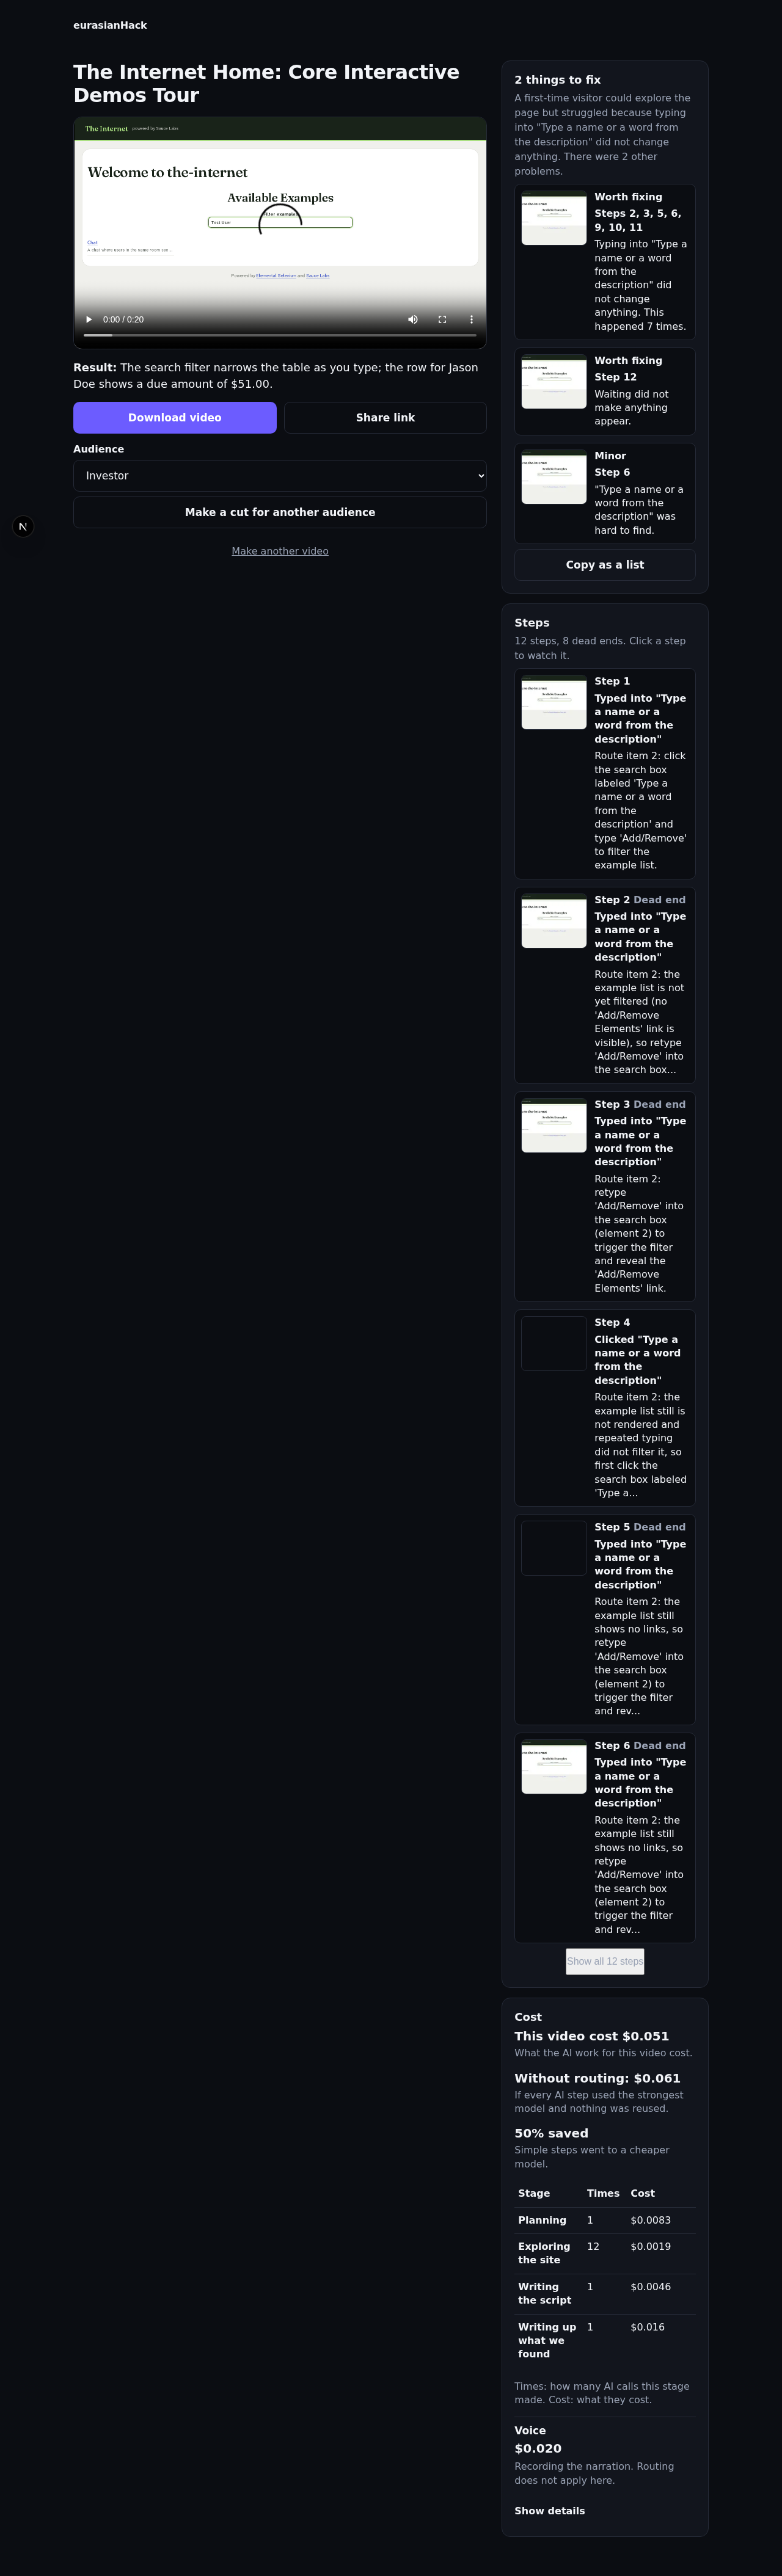 eurasianHack
The Internet Home: Core Interactive
Demos Tour
The Internet powered by Sauce Labs
Welcome to the-internet
Available Examples
Filter examples
Chat
Powered by Elemental Selenium and Sauce Labs
0:00 / 0:20
Result: The search filter narrows the table as you type; the row for Jason
Doe shows a due amount of $51.00.
Download video
Share link
Audience
Investor
Make a cut for another audience
Make another video
N
2 things to fix
A first-time visitor could explore the
page but struggled because typing
into "Type a name or a word from
the description" did not change
anything. There were 2 other
problems.
Worth fixing
Steps 2, 3, 5, 6,
9, 10, 11
Typing into "Type a
name or a word
from the
description" did
not change
anything. This
happened 7 times.
Worth fixing
Step 12
Waiting did not
make anything
appear.
Minor
Step 6
"Type a name or a
word from the
description" was
hard to find.
Copy as a list
Steps
12 steps, 8 dead ends. Click a step
to watch it.
Step 1
Typed into "Type
a name or a
word from the
description"
Route item 2: click
the search box
labeled 'Type a
name or a word
from the
description' and
type 'Add/Remove'
to filter the
example list.
Step 2 Dead end
Typed into "Type
a name or a
word from the
description"
Route item 2: the
example list is not
yet filtered (no
'Add/Remove
Elements' link is
visible), so retype
'Add/Remove' into
the search box...
Step 3 Dead end
Typed into "Type
a name or a
word from the
description"
Route item 2:
retype
'Add/Remove' into
the search box
(element 2) to
trigger the filter
and reveal the
'Add/Remove
Elements' link.
Step 4
Clicked "Type a
name or a word
from the
description"
Route item 2: the
example list still is
not rendered and
repeated typing
did not filter it, so
first click the
search box labeled
'Type a...
Step 5 Dead end
Typed into "Type
a name or a
word from the
description"
Route item 2: the
example list still
shows no links, so
retype
'Add/Remove' into
the search box
(element 2) to
trigger the filter
and rev...
Step 6 Dead end
Typed into "Type
a name or a
word from the
description"
Route item 2: the
example list still
shows no links, so
retype
'Add/Remove' into
the search box
(element 2) to
trigger the filter
and rev...
Show all 12 steps
Cost
This video cost $0.051
What the AI work for this video cost.
Without routing: $0.061
If every AI step used the strongest
model and nothing was reused.
50% saved
Simple steps went to a cheaper
model.
Stage Times Cost
Planning 1 $0.0083
Exploring 12 $0.0019
the site
Writing 1 $0.0046
the script
Writing up 1 $0.016
what we
found
Times: how many AI calls this stage
made. Cost: what they cost.
Voice
$0.020
Recording the narration. Routing
does not apply here.
Show details